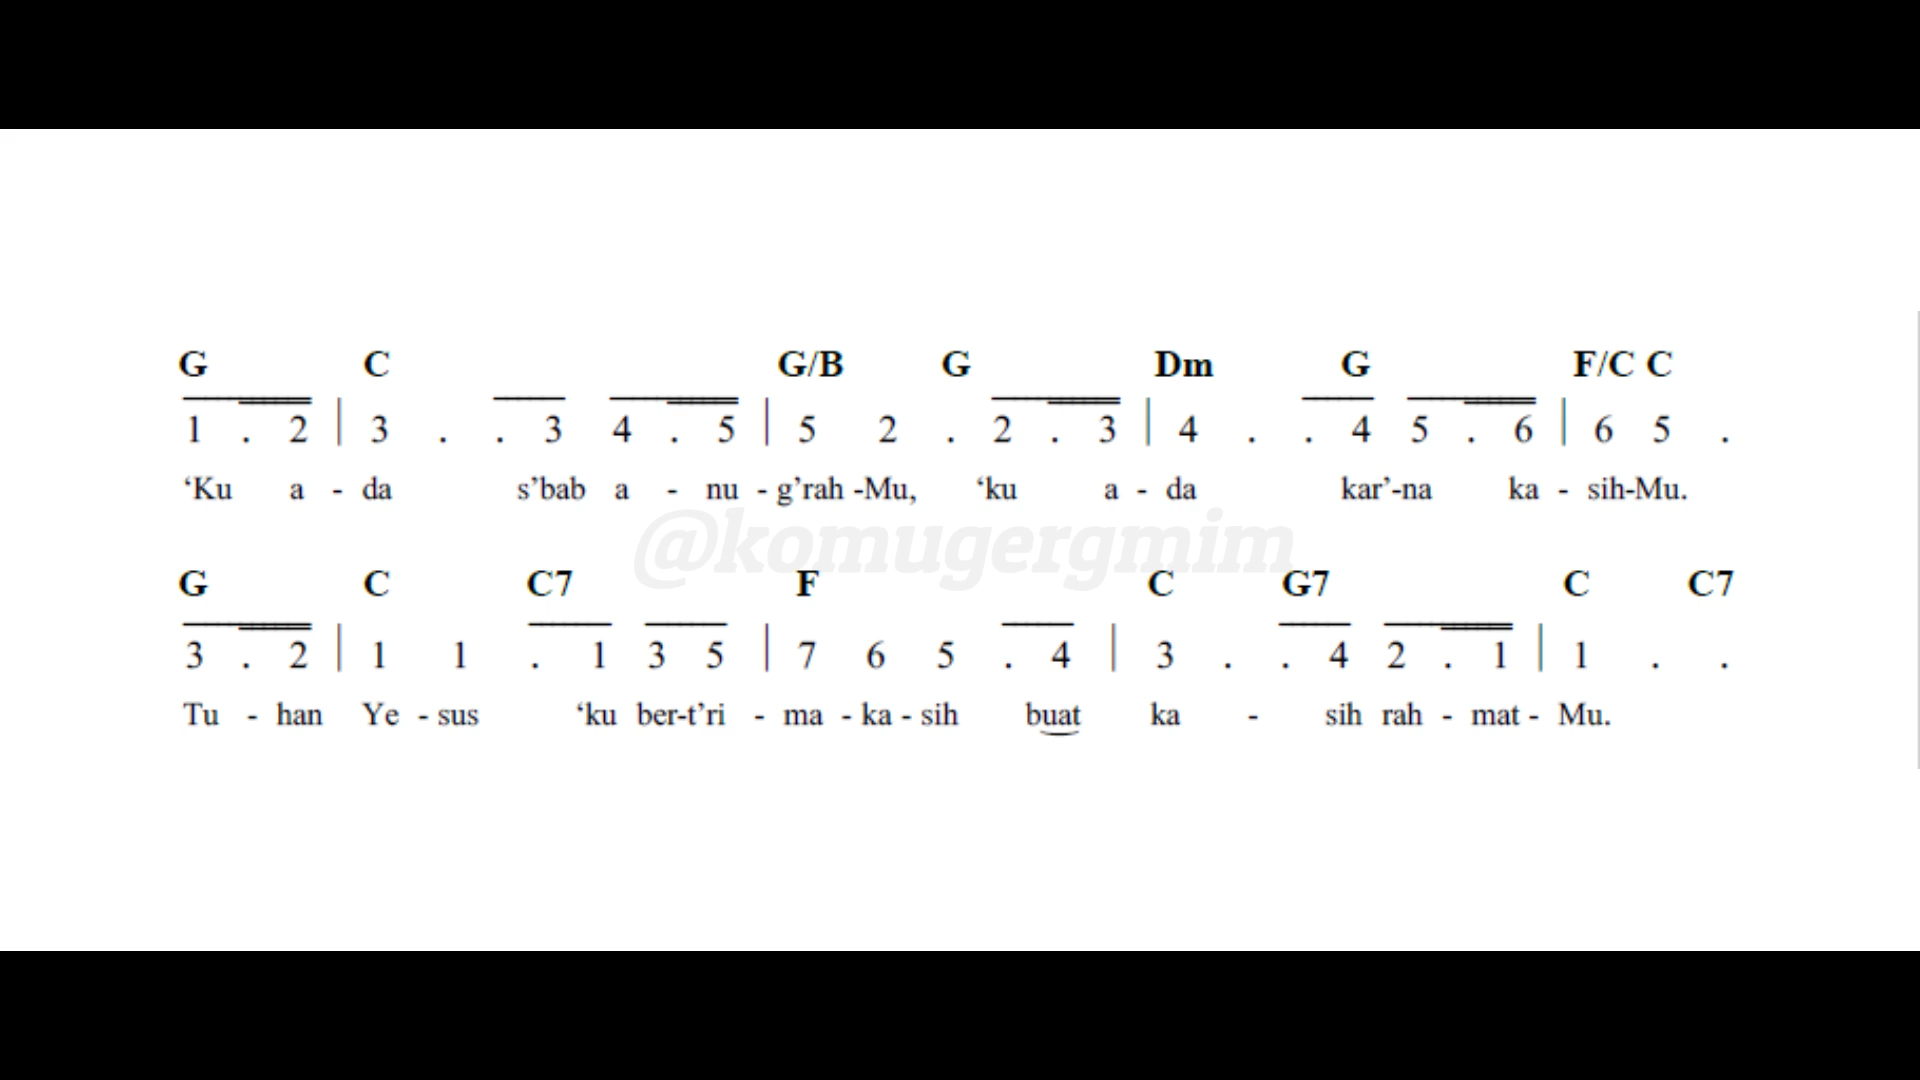 G C G/B G Dm G F/C C
1 . 2 | 3 . . 3 4 . 5 | 5 2 . 2 . 3 | 4 . . 4 5 . 6 | 6 5 .
‘Ku a - da s’bab a - nu - g’rah -Mu, ‘ku a - da kar’-na ka - sih-Mu.
@komugergmim
G C C7 F C G7 C C7
3 . 2 | 1 1 . 1 3 5 | 7 6 5 . 4 | 3 . . 4 2 . 1 | 1 . .
Tu - han Ye - sus ‘ku ber-t’ri - ma - ka - sih buat ka - sih rah - mat - Mu.